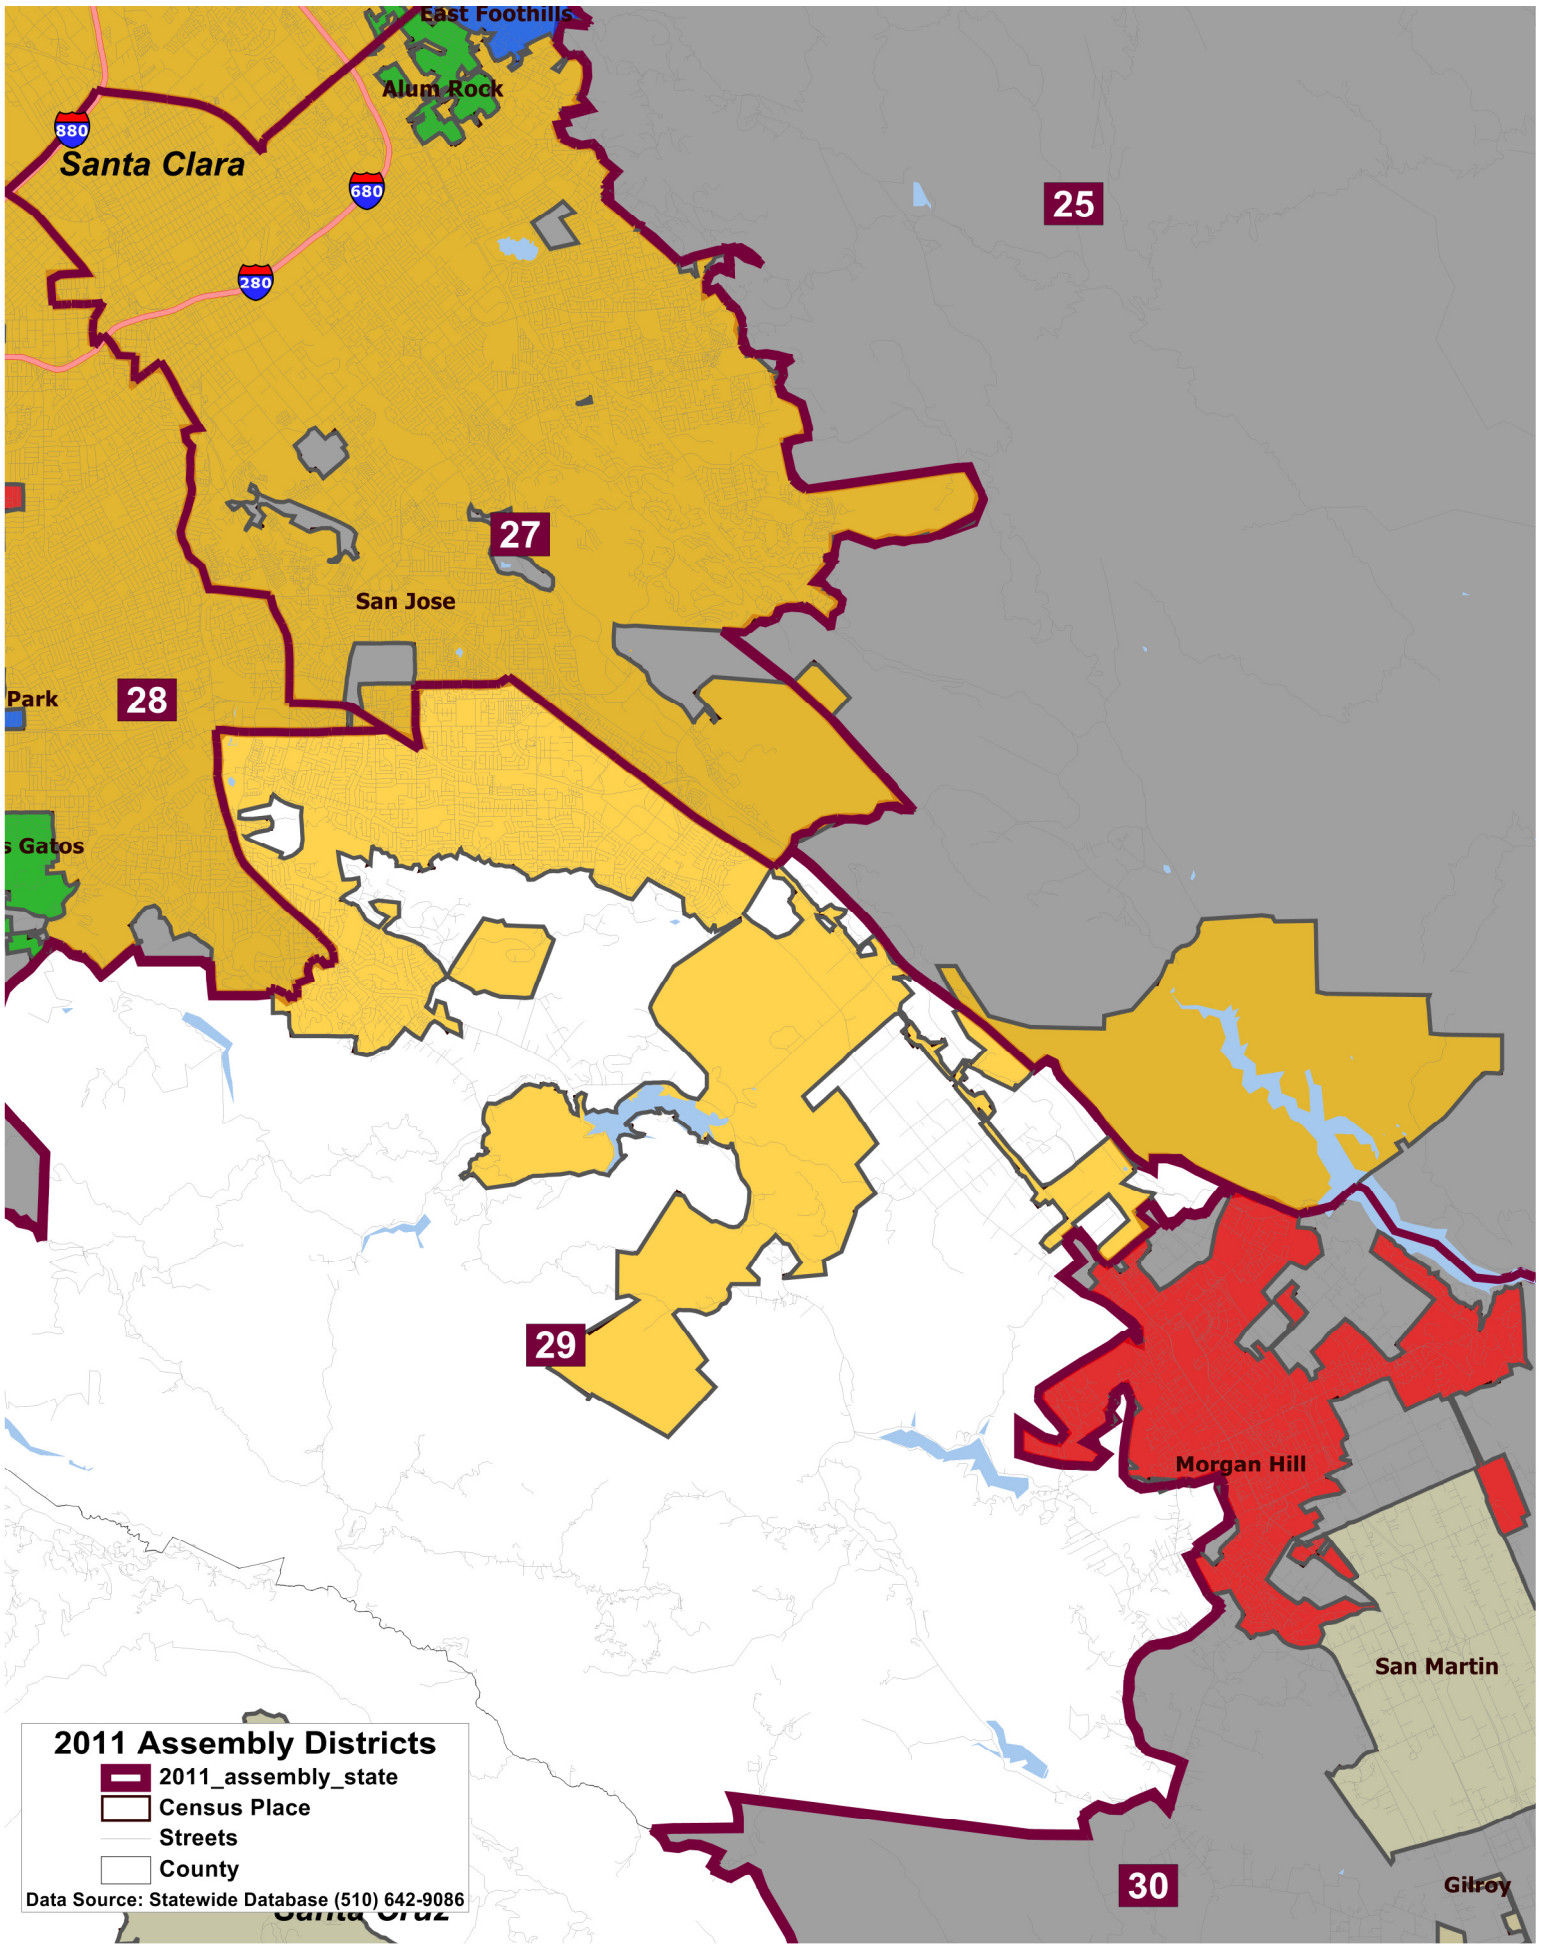 East Foothills
Alum Rock
880
Santa Clara
680
25
280
27
San Jose
Park
28
s Gatos
29
Morgan Hill
San Martin
2011 Assembly Districts
2011_assembly_state
Census Place
Streets
County
Data Source: Statewide Database (510) 642-9086
Santa Cruz
30
Gilroy